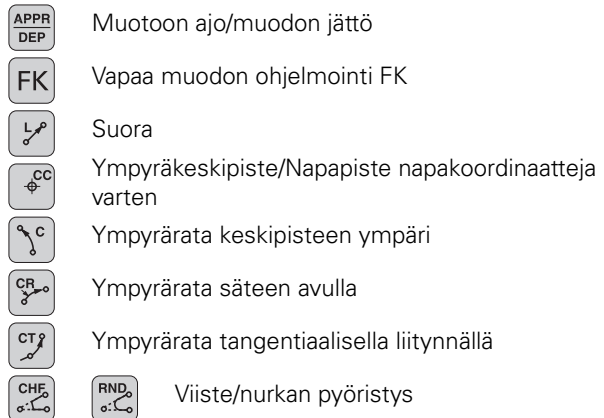 APPR
DEP Muotoon ajo/muodon jättö
FK Vapaa muodon ohjelmointi FK
L Suora
CC Ympyräkeskipiste/Napapiste napakoordinaatteja
varten
C Ympyrärata keskipisteen ympäri
CR Ympyrärata säteen avulla
CT Ympyrärata tangentiaalisella liitynnällä
CHF RND Viiste/nurkan pyöristys